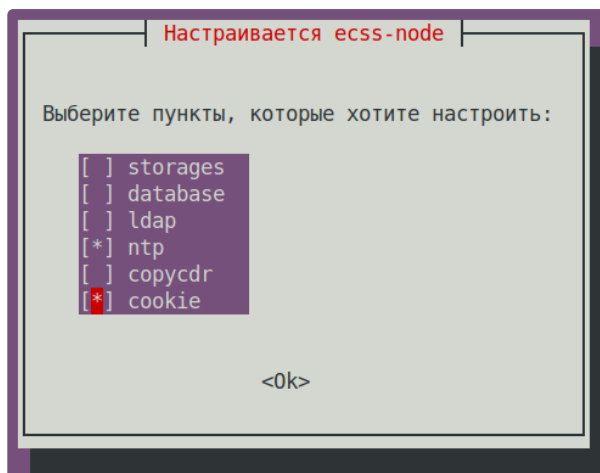 Настраивается ecss-node
Выберите пункты, которые хотите настроить:
[ ] storages
[ ] database
[ ] ldap
[*] ntp
[ ] copycdr
[*] cookie
<Ok>